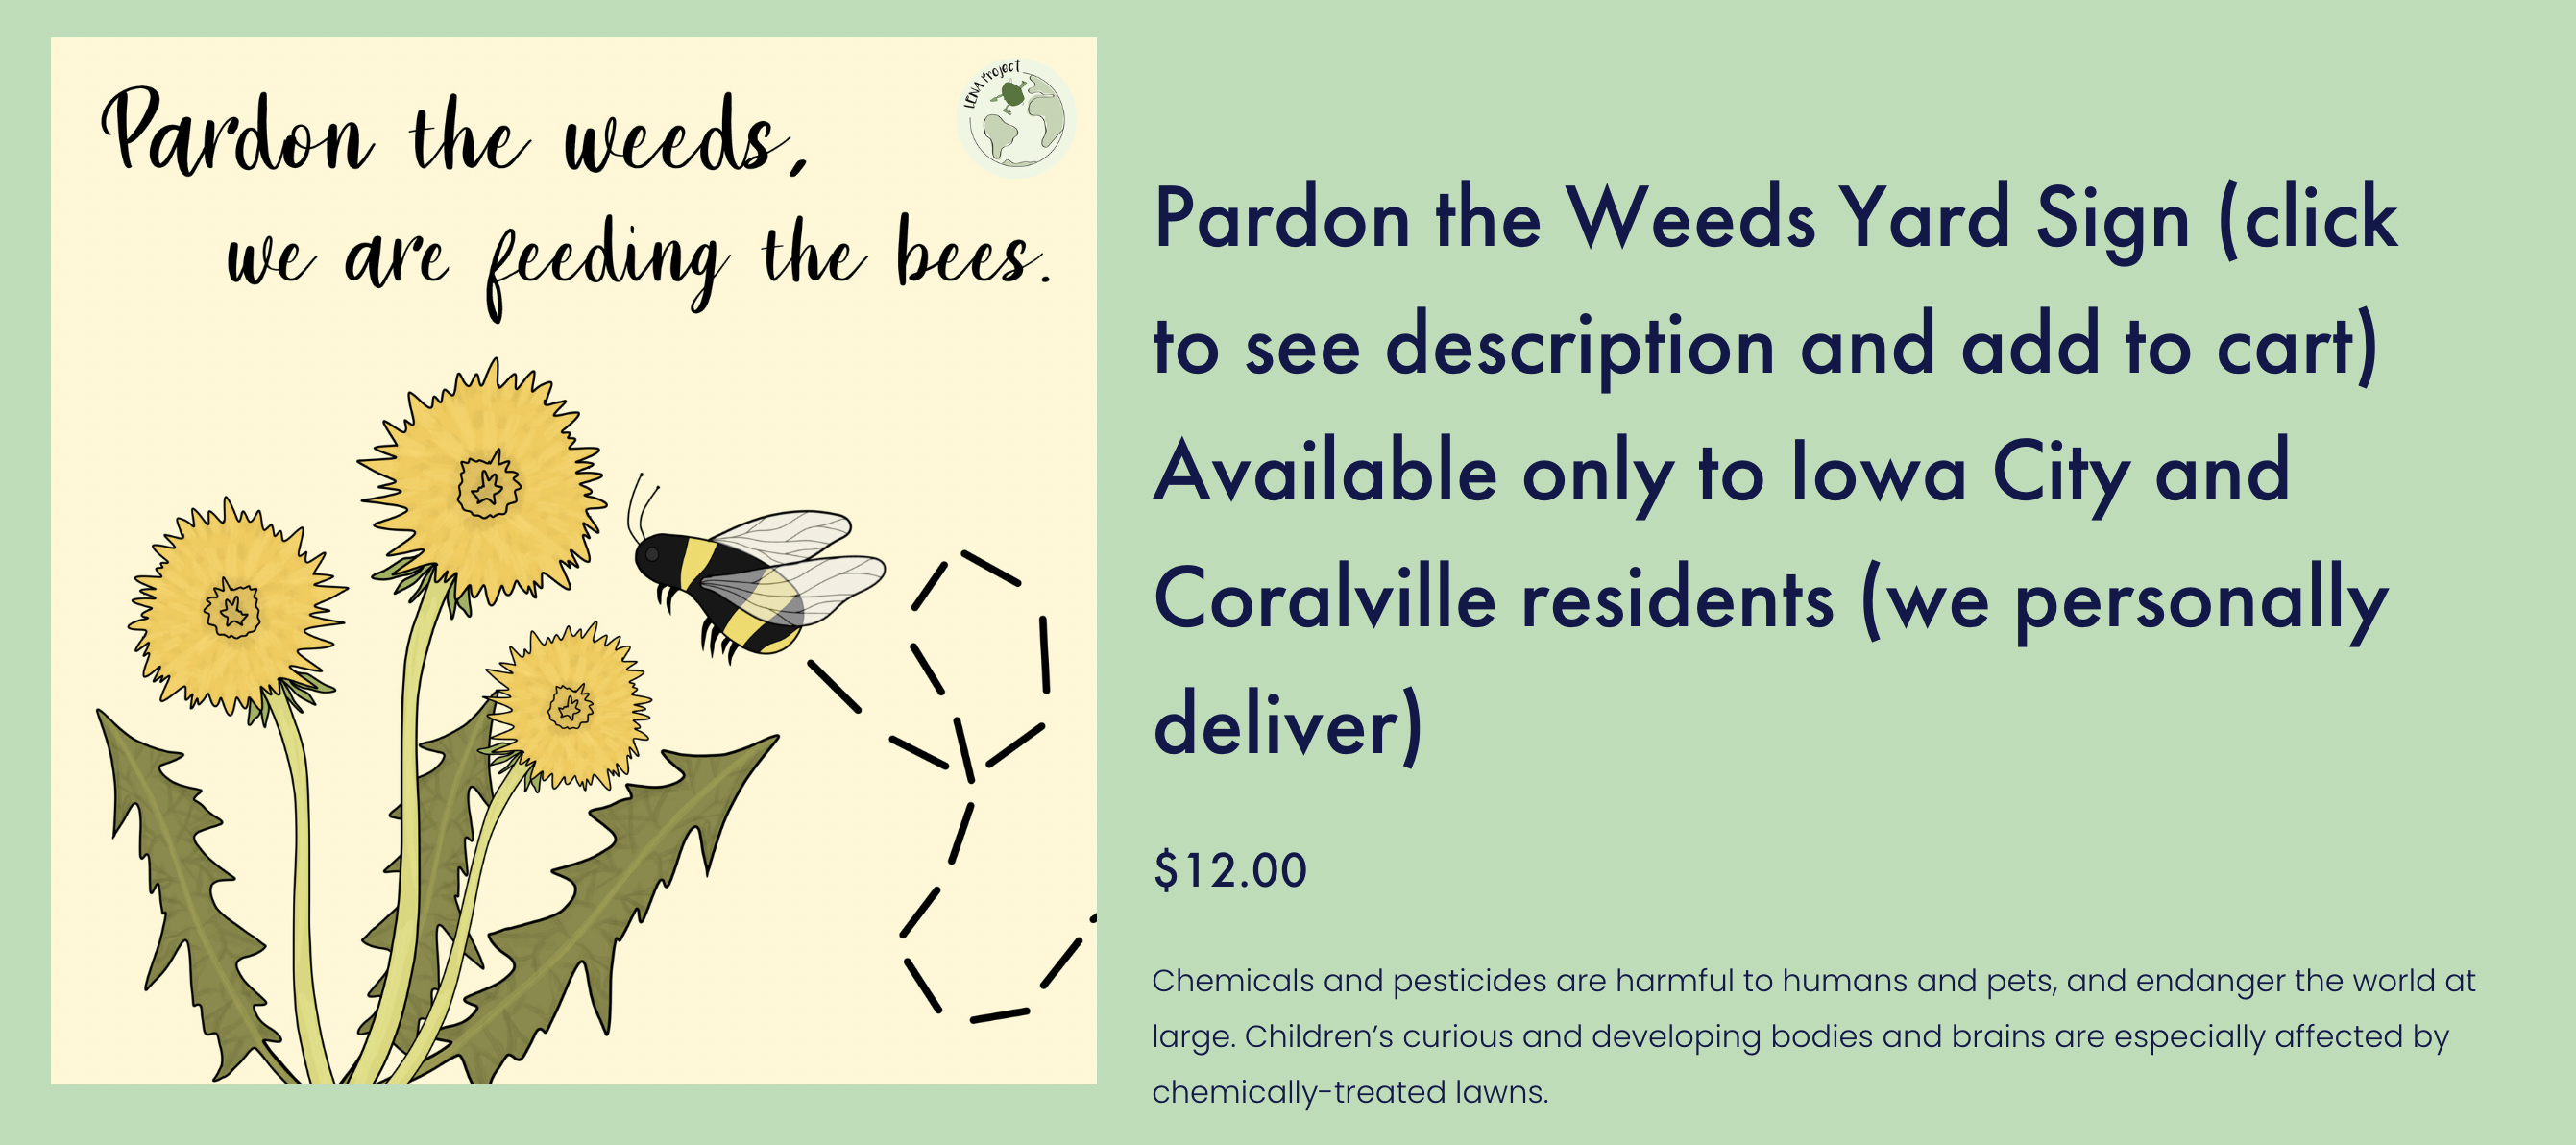 Pardon the weeds,
we are feeding the bees.
LENA Project
Pardon the Weeds Yard Sign (click
to see description and add to cart)
Available only to Iowa City and
Coralville residents (we personally
deliver)
$12.00
Chemicals and pesticides are harmful to humans and pets, and endanger the world at
large. Children’s curious and developing bodies and brains are especially affected by
chemically-treated lawns.